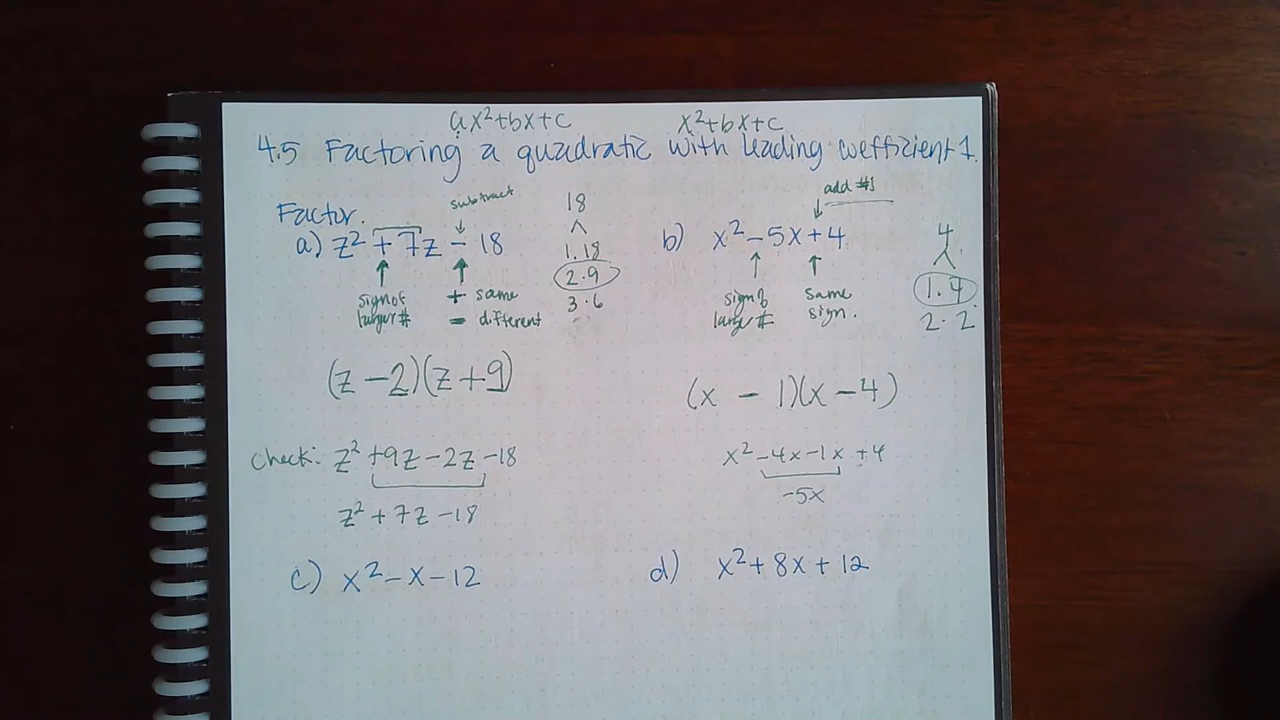 ax²+bx+c x²+bx+c
4.5 Factoring a quadratic with leading coefficient 1.
Factor.
a) z² + 7z - 18
subtract
sign of
larger #
+ same
- different
18
1.18
2.9
3.6
(z - 2)(z + 9)
check: z² + 9z - 2z - 18
z² + 7z - 18
b) x² - 5x + 4
add #s
sign of
large #
same
sign.
4
1.4
2.2
(x - 1)(x - 4)
x² - 4x - 1x + 4
-5x
c) x² - x - 12
d) x² + 8x + 12